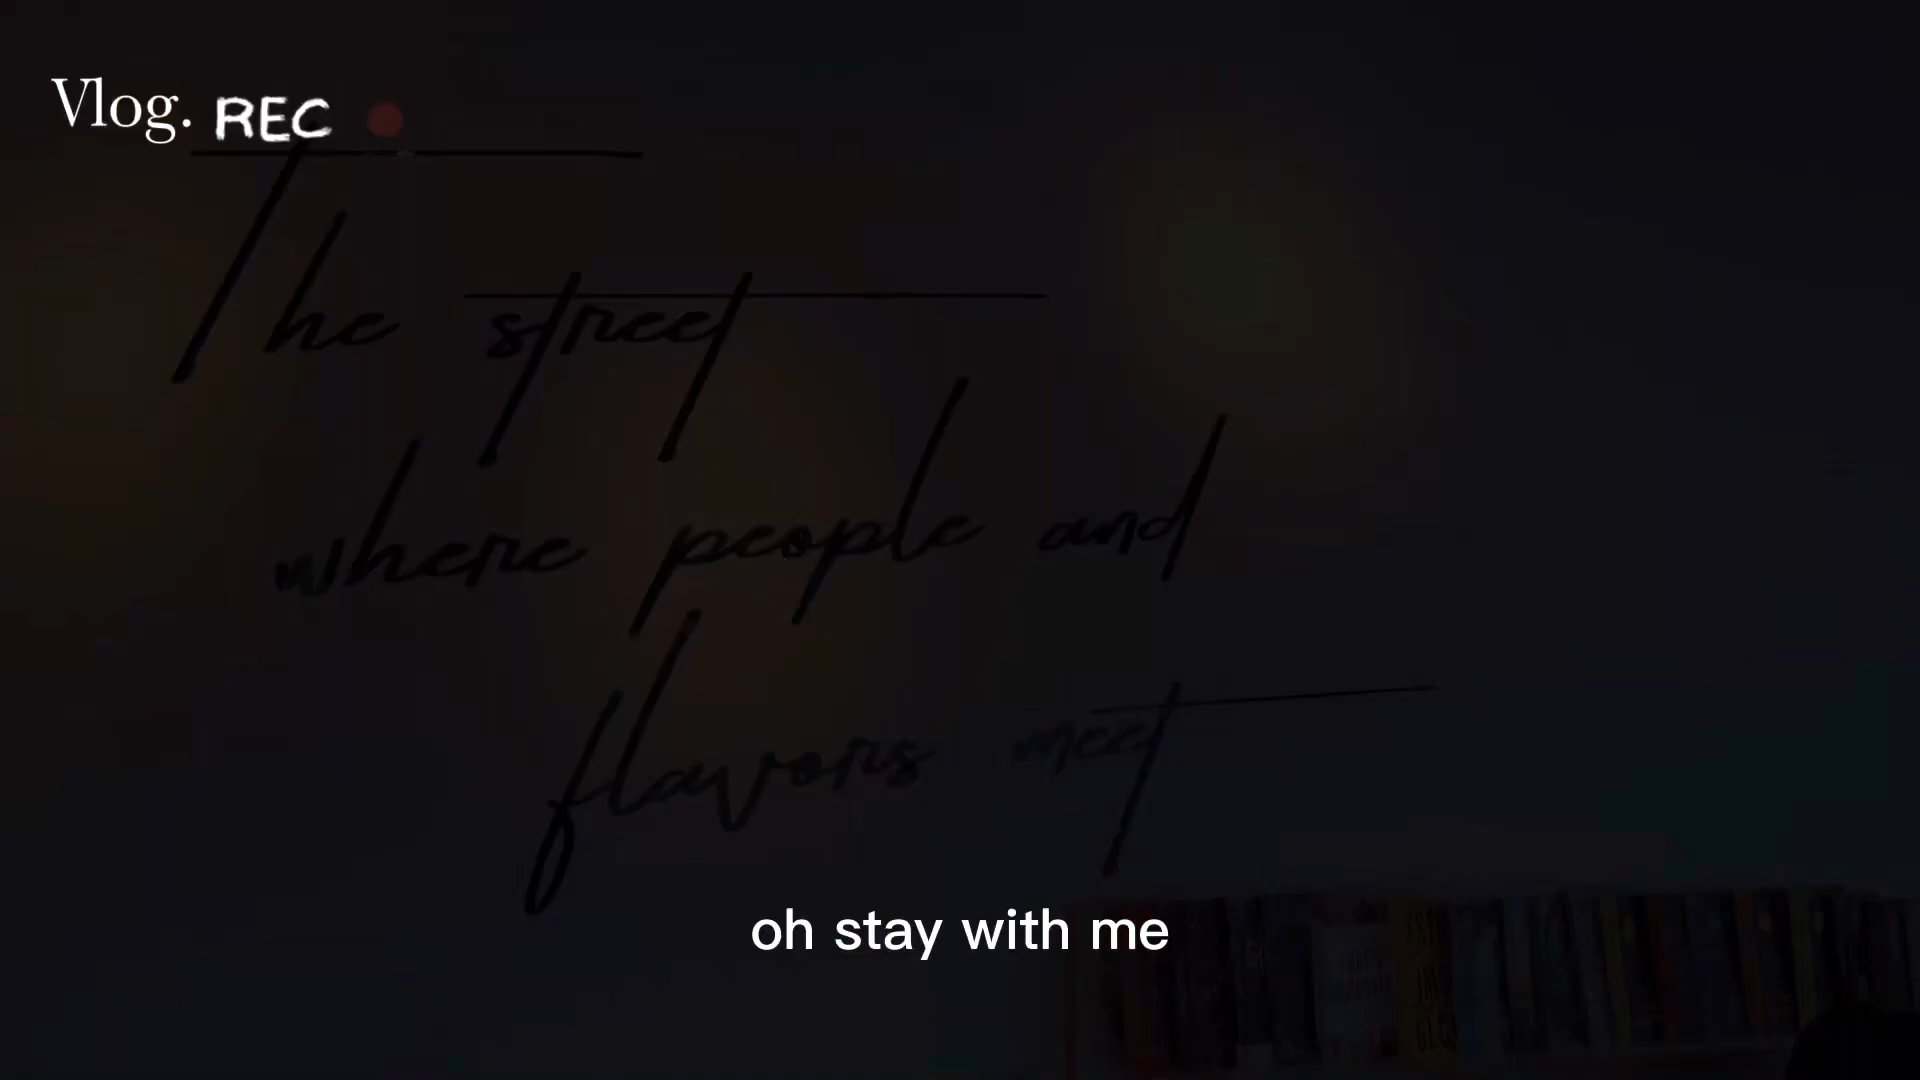 Vlog. REC
The street
where people and
flavors meet
oh stay with me